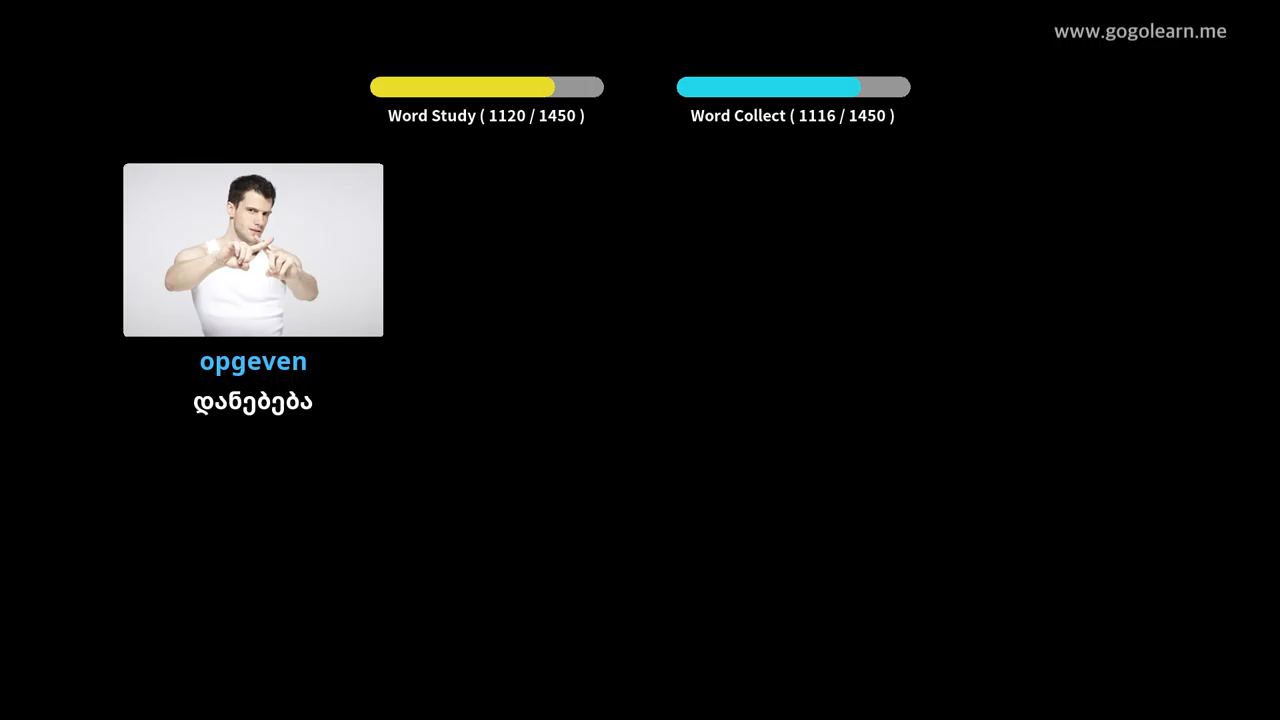 www.gogolearn.me
Word Study ( 1120 / 1450 )
Word Collect ( 1116 / 1450 )
opgeven
დანებება